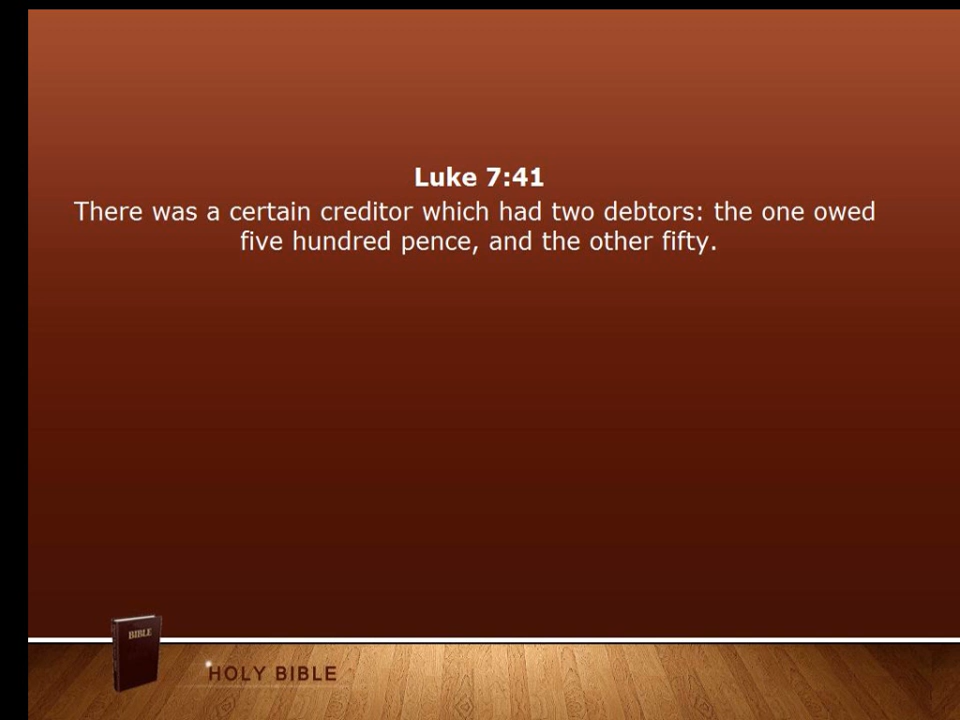 Luke 7:41
There was a certain creditor which had two debtors: the one owed
five hundred pence, and the other fifty.
BIBLE
HOLY BIBLE